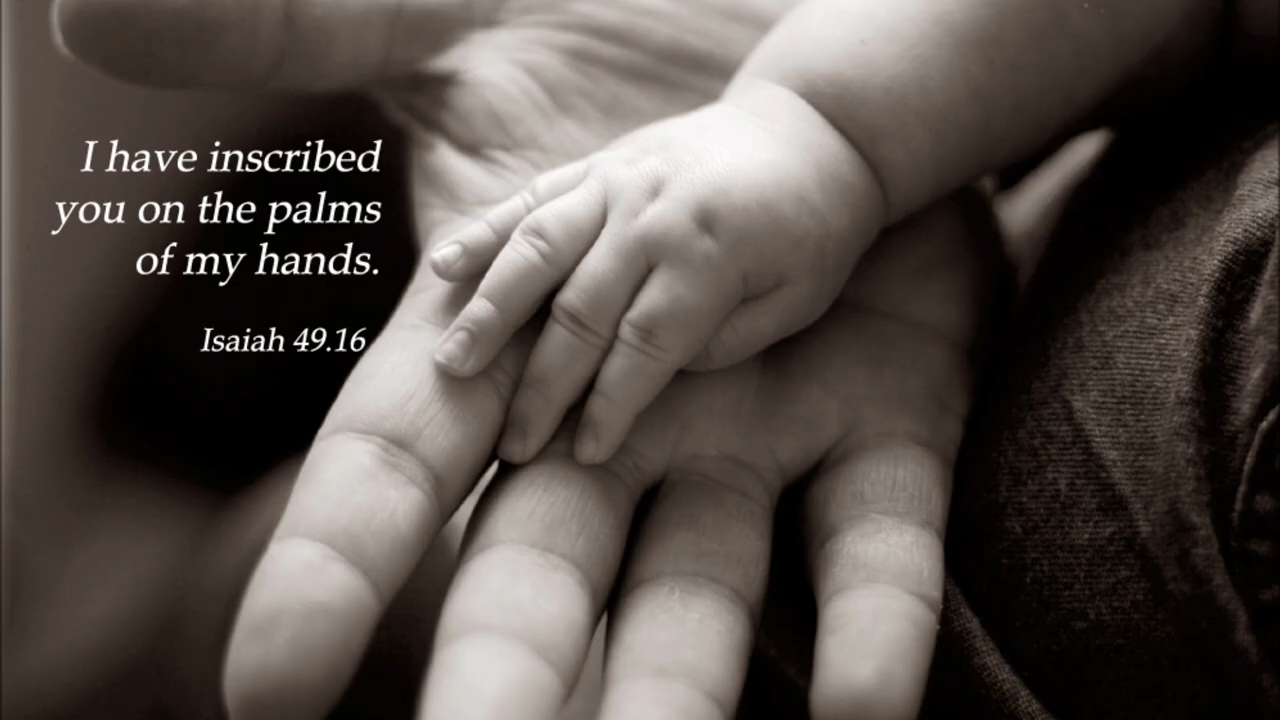 I have inscribed
you on the palms
of my hands.
Isaiah 49.16